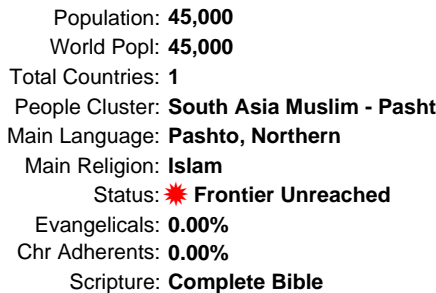 Population: 45,000
World Popl: 45,000
Total Countries: 1
People Cluster: South Asia Muslim - Pasht
Main Language: Pashto, Northern
Main Religion: Islam
Status: Frontier Unreached
Evangelicals: 0.00%
Chr Adherents: 0.00%
Scripture: Complete Bible